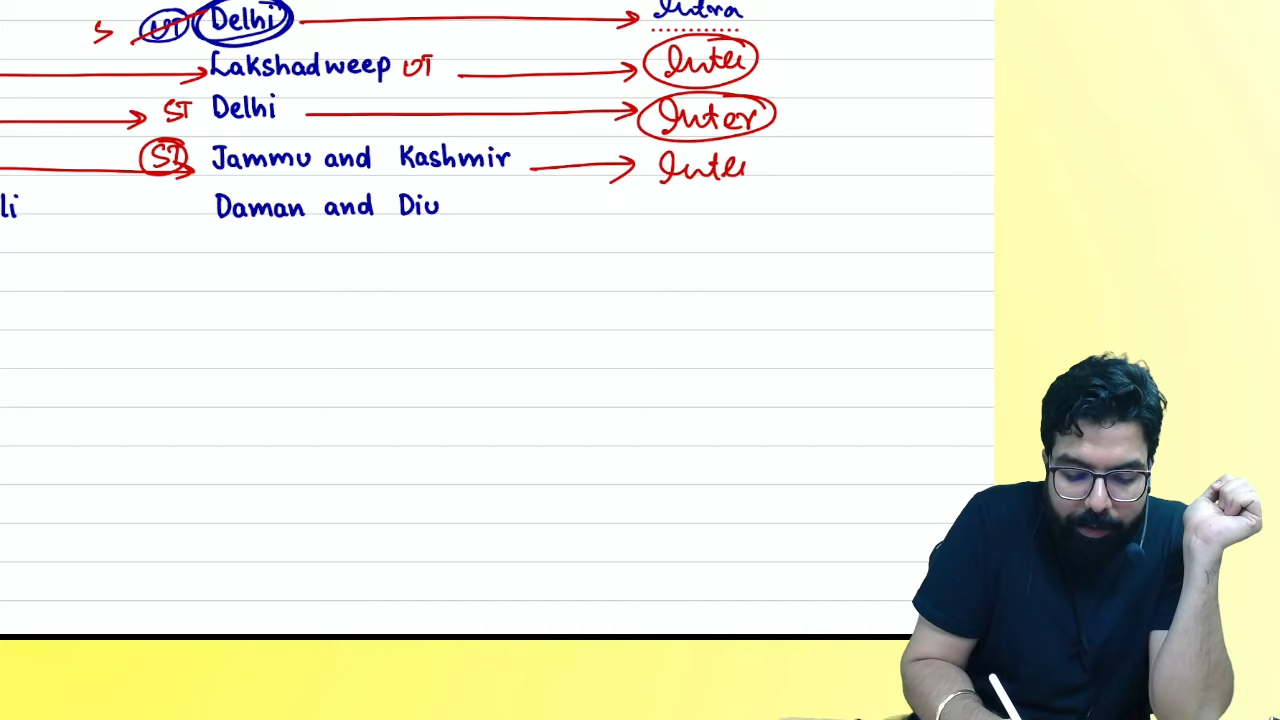 S UT Delhi Intra
Lakshadweep UT Inter
ST Delhi Inter
ST Jammu and Kashmir Inter
li Daman and Diu